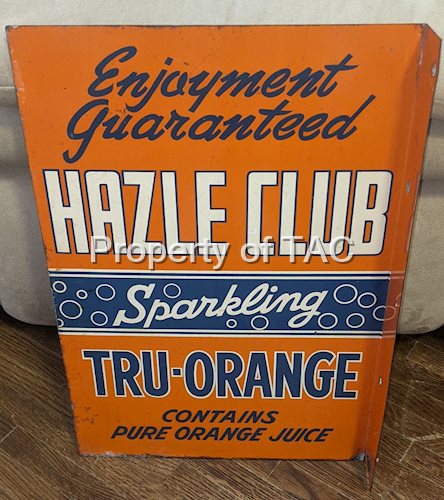 Enjoyment
Guaranteed
HAZLE CLUB
Property of TAC
Sparkling
TRU-ORANGE
CONTAINS
PURE ORANGE JUICE